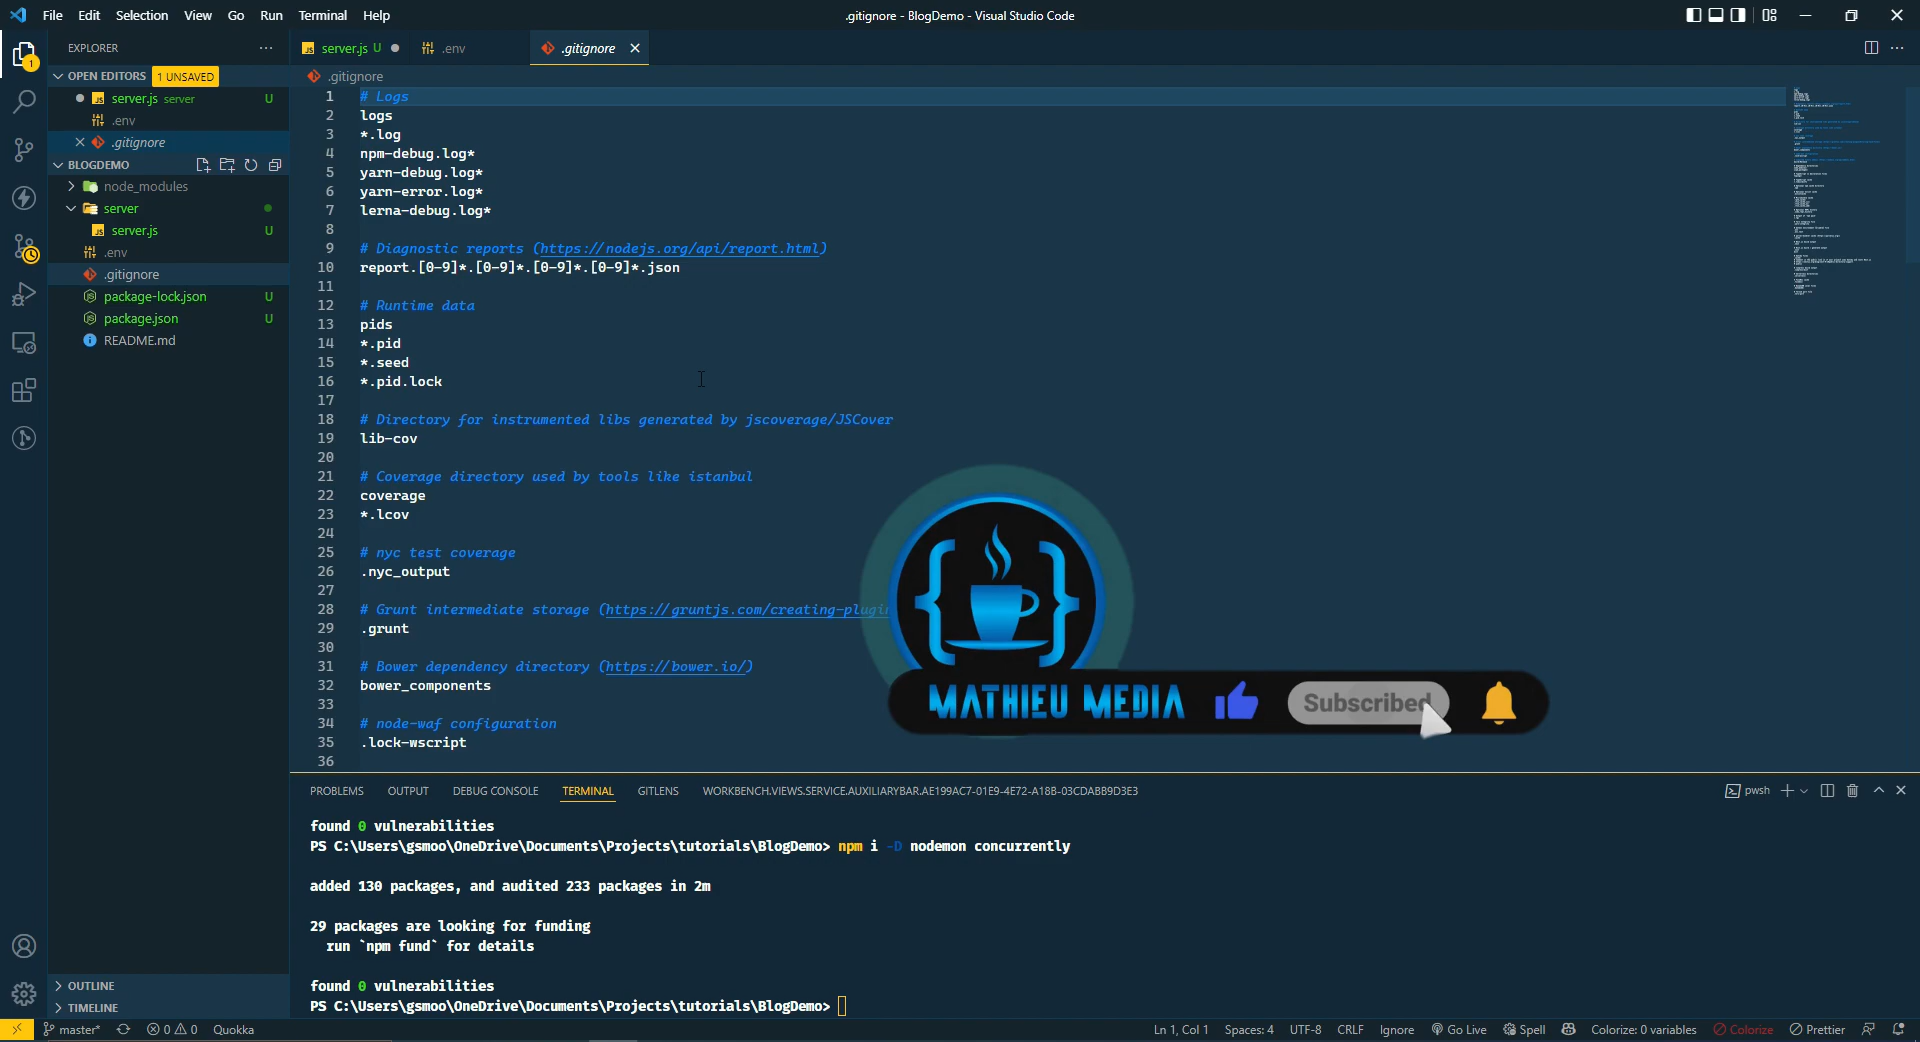 File Edit Selection View Go Run Terminal Help
.gitignore - BlogDemo - Visual Studio Code
EXPLORER
OPEN EDITORS 1 UNSAVED
server.js server U
.env
.gitignore
BLOGDEMO
node_modules
server
server.js U
.env
.gitignore
package-lock.json U
package.json U
README.md
OUTLINE
TIMELINE
server.js U
.env
.gitignore
.gitignore
1 # Logs
2 logs
3 *.log
4 npm-debug.log*
5 yarn-debug.log*
6 yarn-error.log*
7 lerna-debug.log*
8
9 # Diagnostic reports (https://nodejs.org/api/report.html)
10 report.[0-9]*.[0-9]*.[0-9]*.[0-9]*.json
11
12 # Runtime data
13 pids
14 *.pid
15 *.seed
16 *.pid.lock
17
18 # Directory for instrumented libs generated by jscoverage/JSCover
19 lib-cov
20
21 # Coverage directory used by tools like istanbul
22 coverage
23 *.lcov
24
25 # nyc test coverage
26 .nyc_output
27
28 # Grunt intermediate storage (https://gruntjs.com/creating-plugin
29 .grunt
30
31 # Bower dependency directory (https://bower.io/)
32 bower_components
33
34 # node-waf configuration
35 .lock-wscript
36
MATHIEU MEDIA Subscribed
PROBLEMS OUTPUT DEBUG CONSOLE TERMINAL GITLENS WORKBENCH.VIEWS.SERVICE.AUXILIARYBAR.AE199AC7-01E9-4E72-A18B-03CDABB9D3E3
pwsh
found 0 vulnerabilities
PS C:\Users\gsmoo\OneDrive\Documents\Projects\tutorials\BlogDemo> npm i -D nodemon concurrently
added 130 packages, and audited 233 packages in 2m
29 packages are looking for funding
run `npm fund` for details
found 0 vulnerabilities
PS C:\Users\gsmoo\OneDrive\Documents\Projects\tutorials\BlogDemo>
master* 0 0 Quokka
Ln 1, Col 1 Spaces: 4 UTF-8 CRLF Ignore Go Live Spell Colorize: 0 variables Colorize Prettier